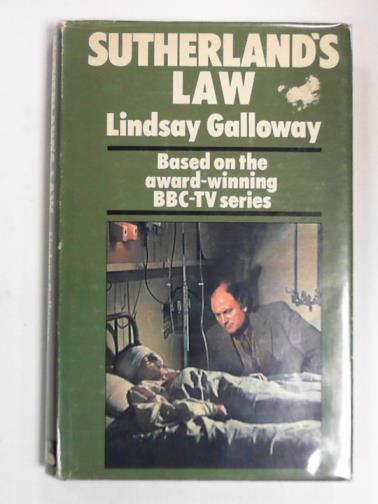 SUTHERLAND'S
LAW
Lindsay Galloway
Based on the
award-winning
BBC-TV series